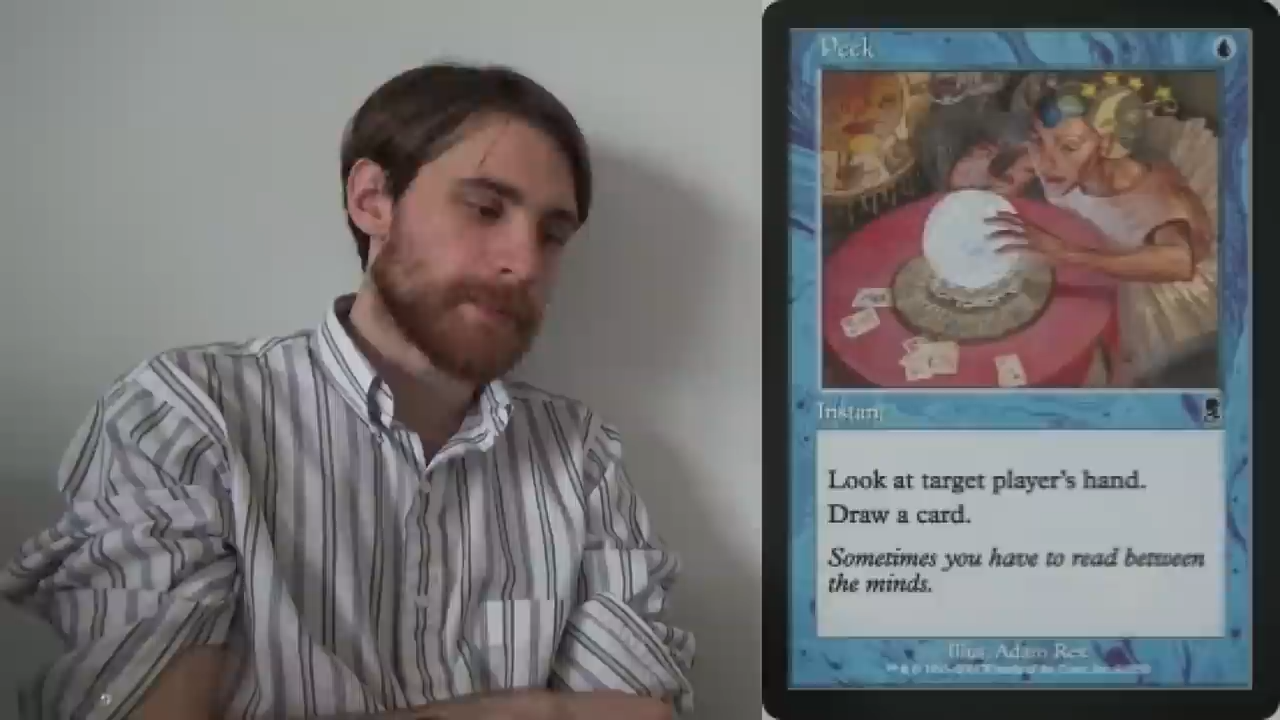 Peek
Instant
Look at target player's hand.
Draw a card.
Sometimes you have to read between
the minds.
Illus. Adam Rex